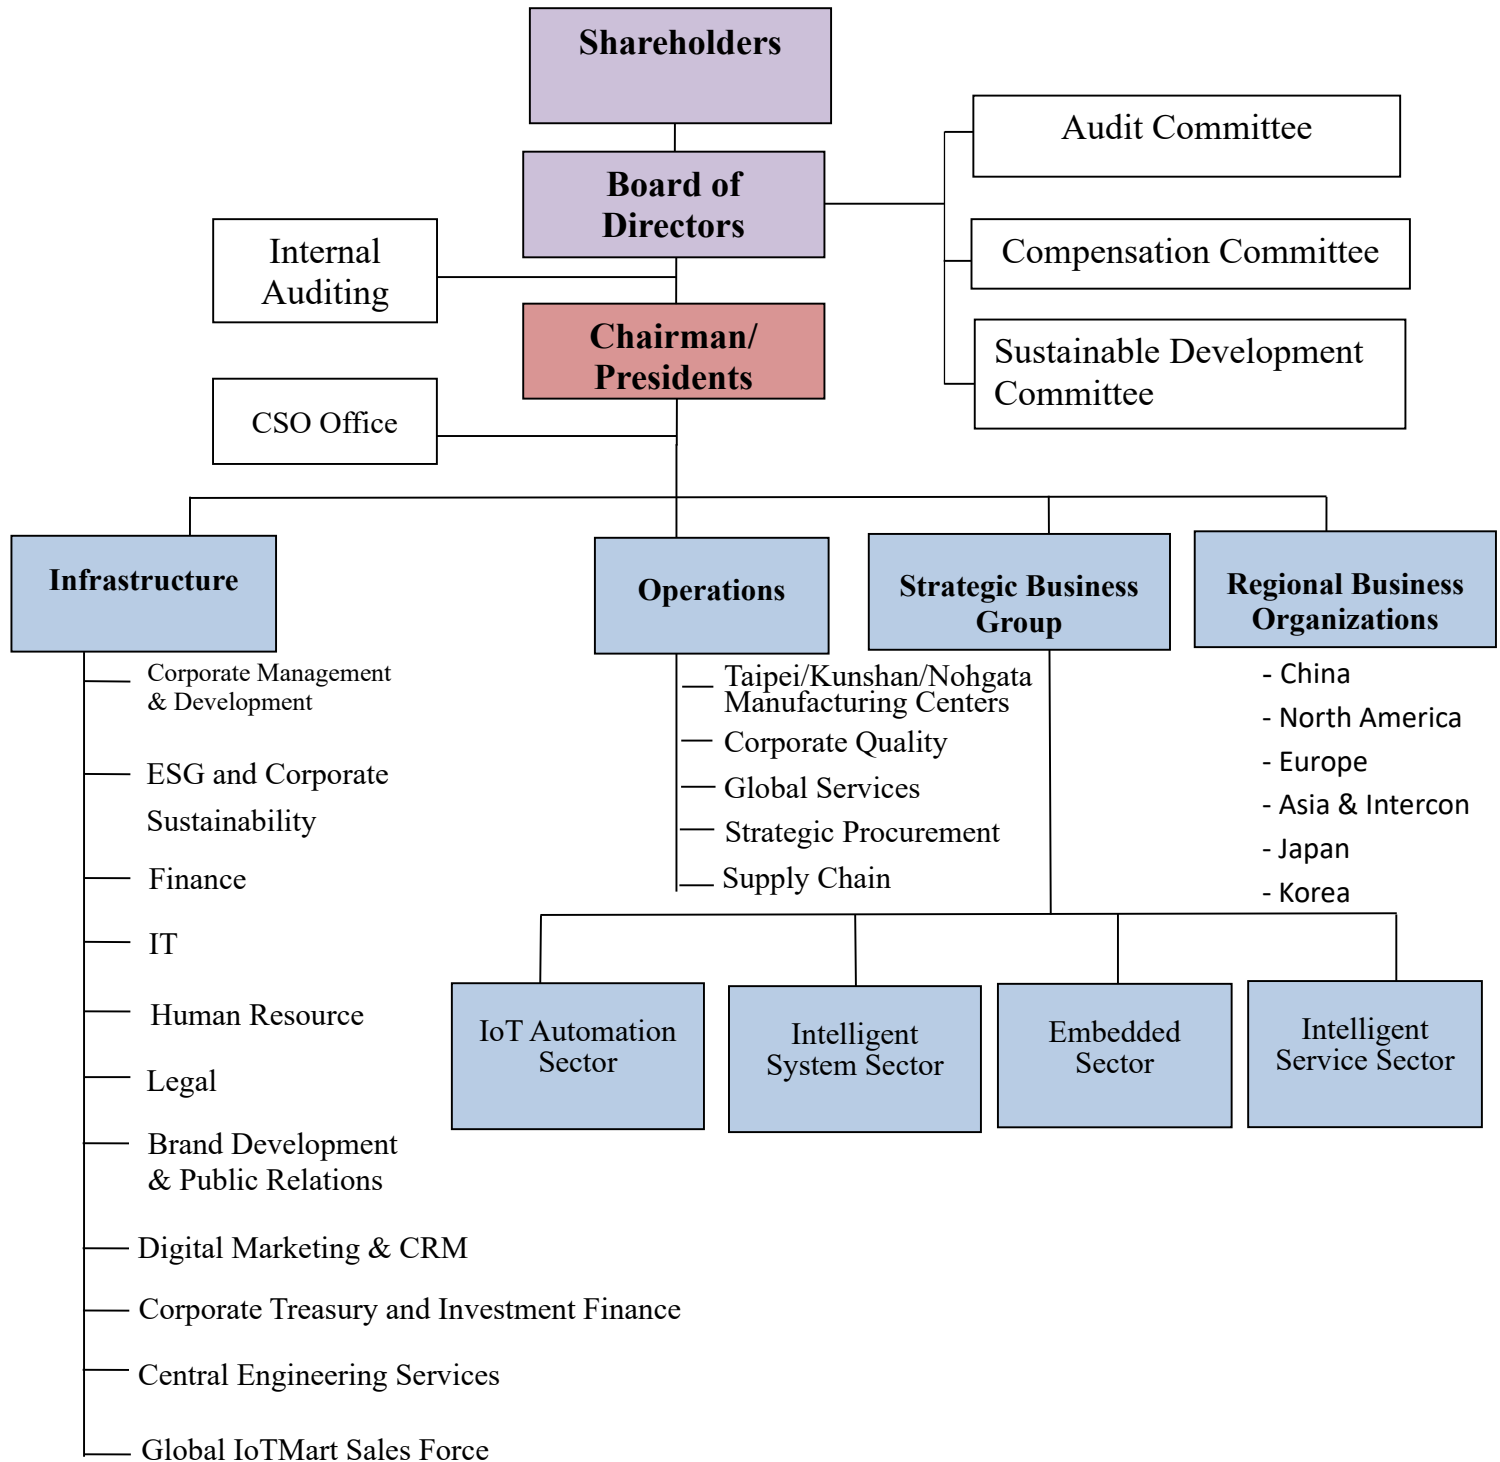 Shareholders
Audit Committee
Board of
Directors
Internal
Auditing
Compensation Committee
Chairman/
Presidents
Sustainable Development
Committee
CSO Office
Infrastructure
Corporate Management
& Development
ESG and Corporate
Sustainability
Finance
IT
Human Resource
Legal
Brand Development
& Public Relations
Digital Marketing & CRM
Corporate Treasury and Investment Finance
Central Engineering Services
Global IoTMart Sales Force
Operations
Taipei/Kunshan/Nohgata
Manufacturing Centers
Corporate Quality
Global Services
Strategic Procurement
Supply Chain
Strategic Business
Group
IoT Automation
Sector
Intelligent
System Sector
Embedded
Sector
Intelligent
Service Sector
Regional Business
Organizations
- China
- North America
- Europe
- Asia & Intercon
- Japan
- Korea